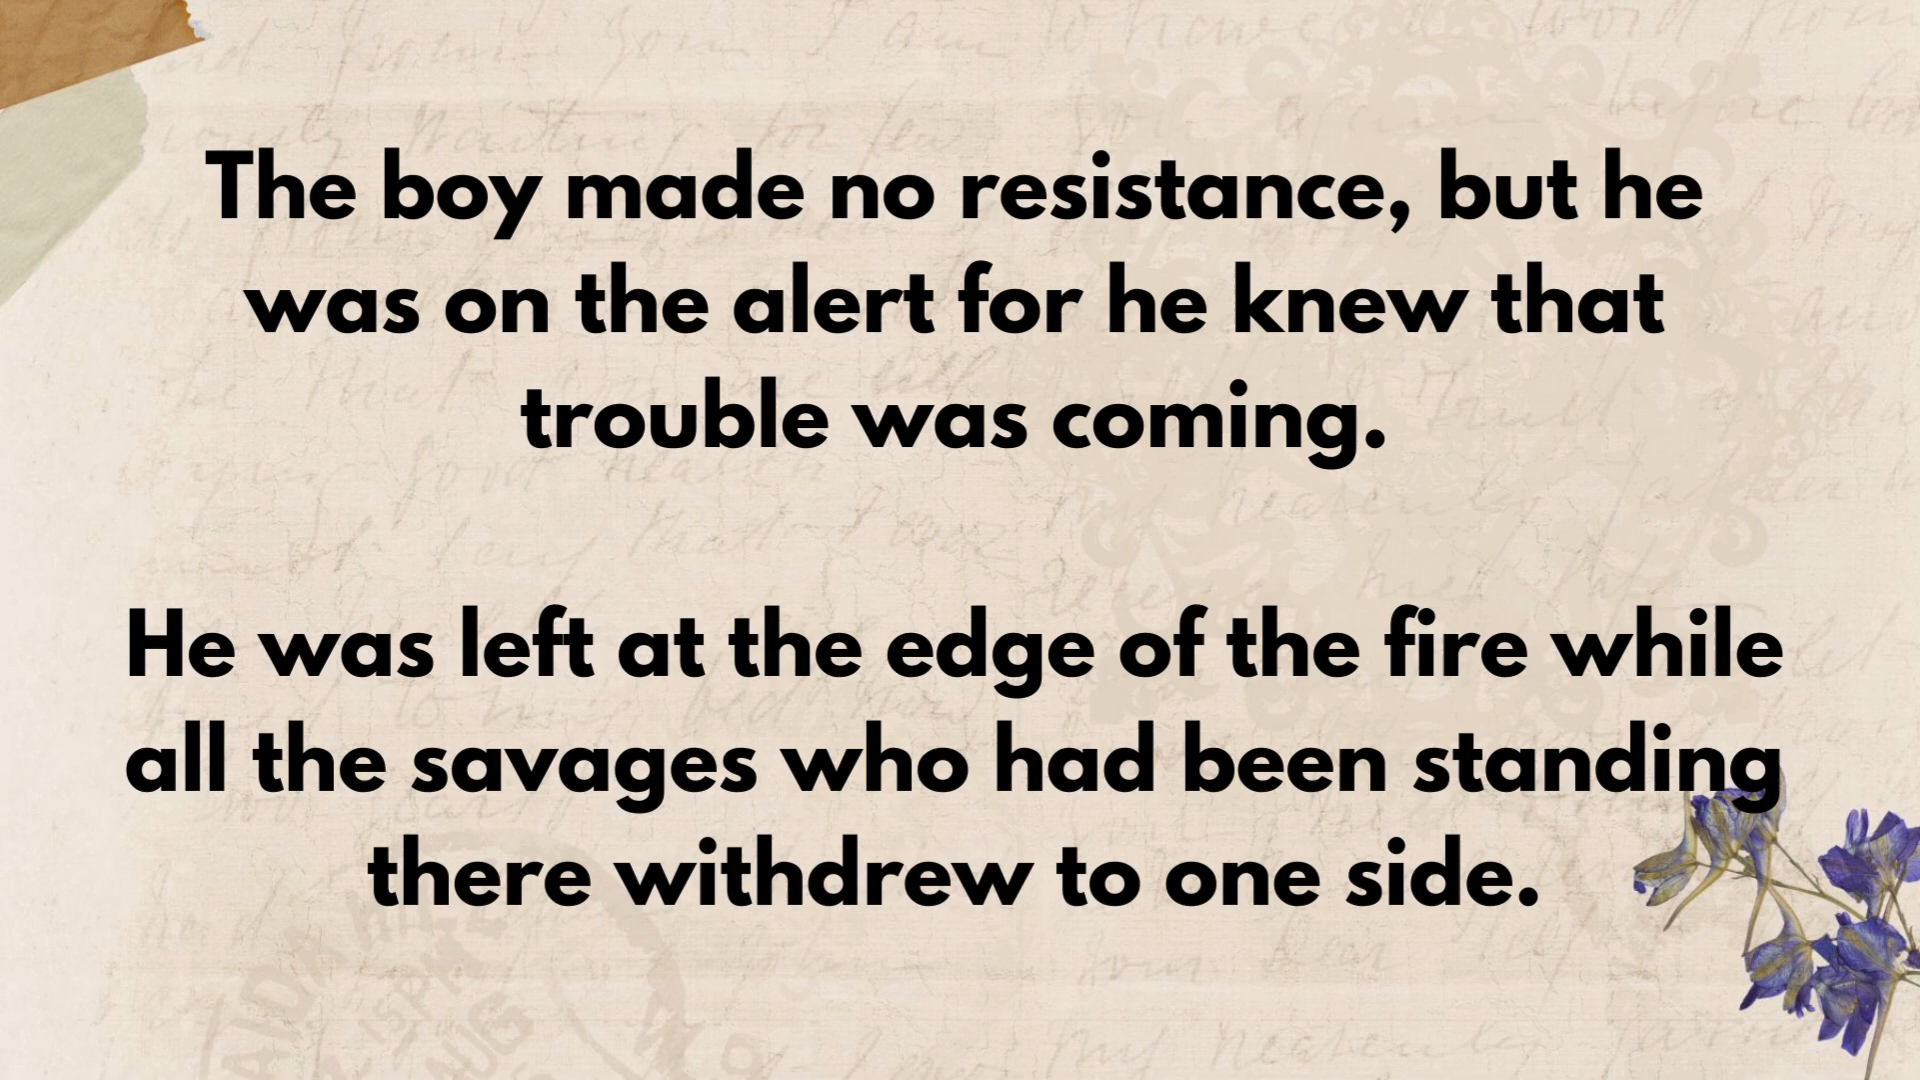 The boy made no resistance, but he
was on the alert for he knew that
trouble was coming.
He was left at the edge of the fire while
all the savages who had been standing
there withdrew to one side.